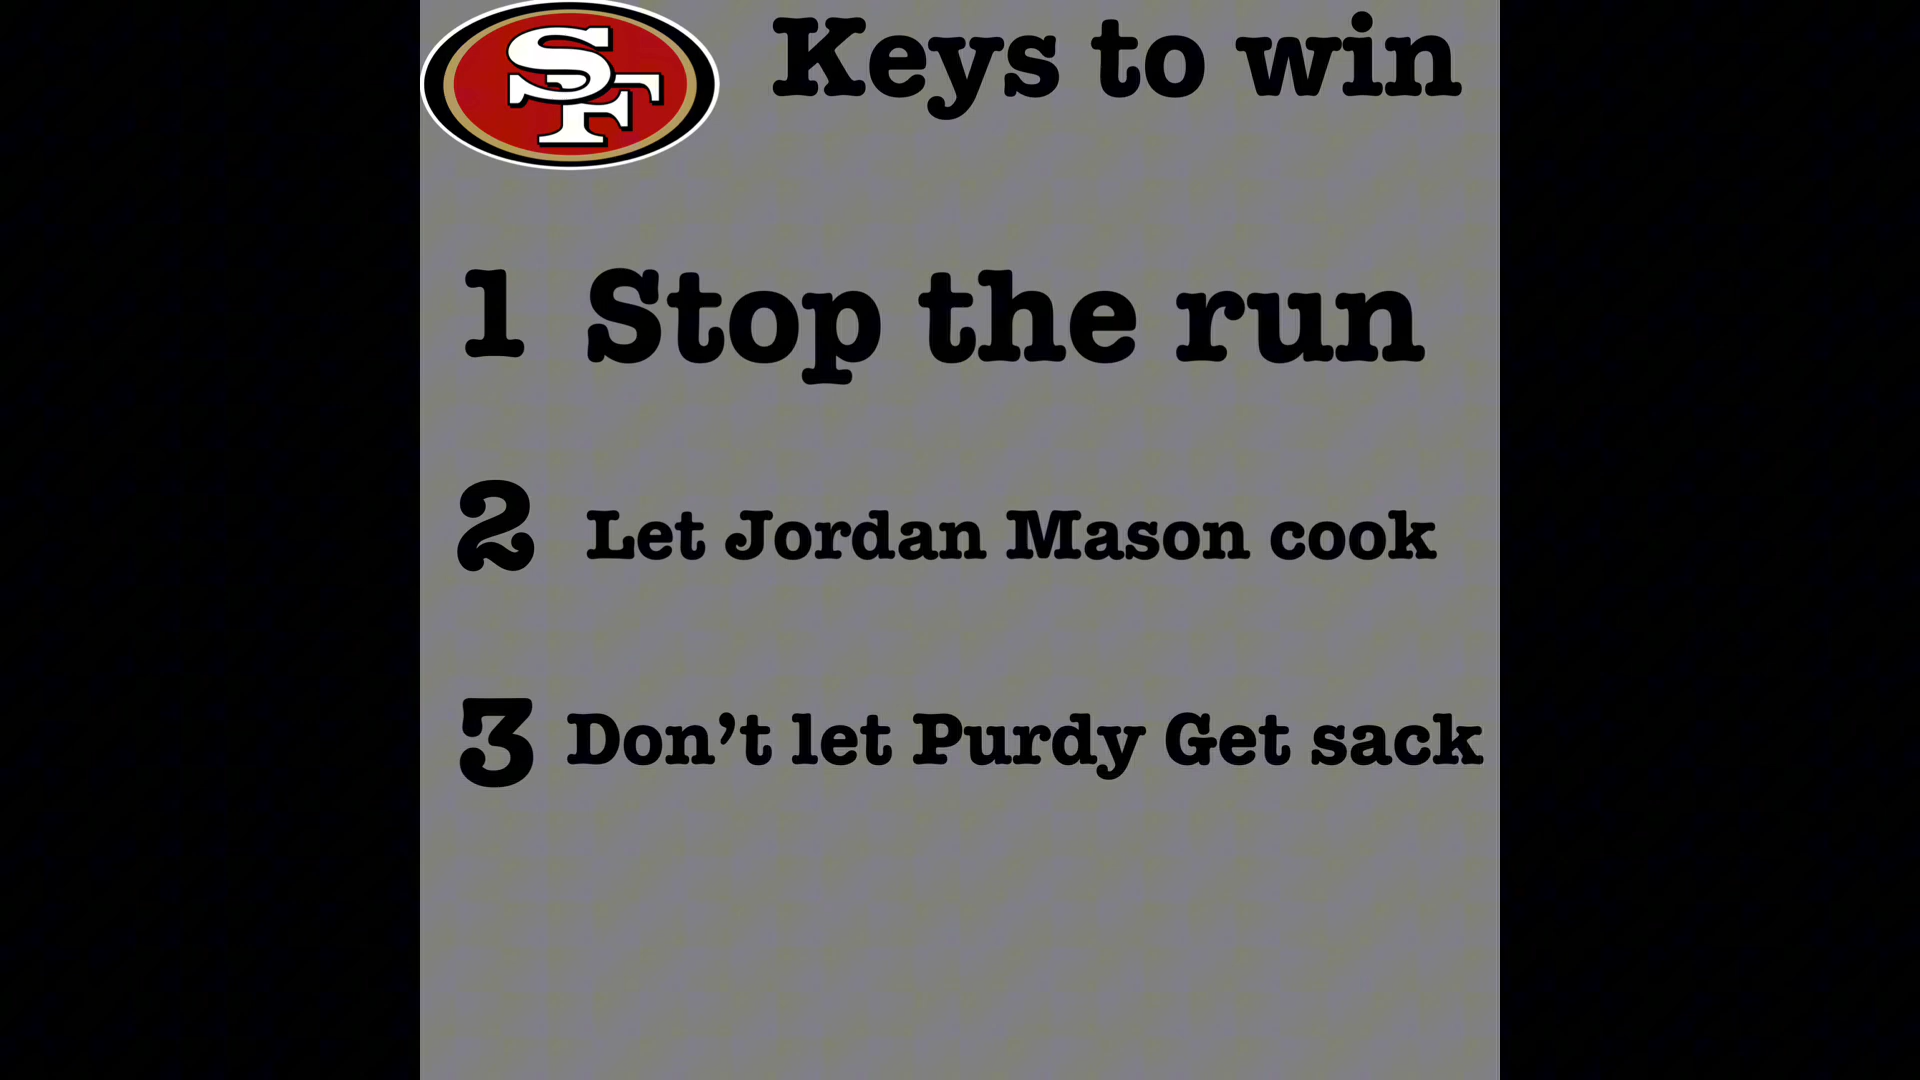 SF Keys to win
1 Stop the run
2 Let Jordan Mason cook
3 Don’t let Purdy Get sack